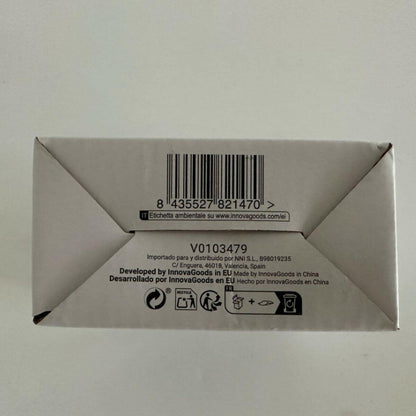 8 435527 821470 >
IT Etichetta ambientale su www.innovagoods.com/ei
V0103479
Importado para y distribuido por NNI S.L., B98019235
C/ Enguera, 46018, Valencia, Spain
Developed by InnovaGoods in EU Made by InnovaGoods in China
Desarrollado por InnovaGoods en EU Hecho por InnovaGoods in China
FR